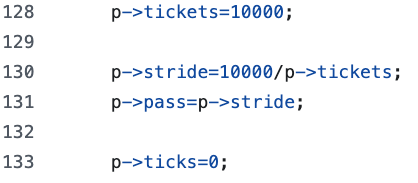 128 p->tickets=10000;
129
130 p->stride=10000/p->tickets;
131 p->pass=p->stride;
132
133 p->ticks=0;